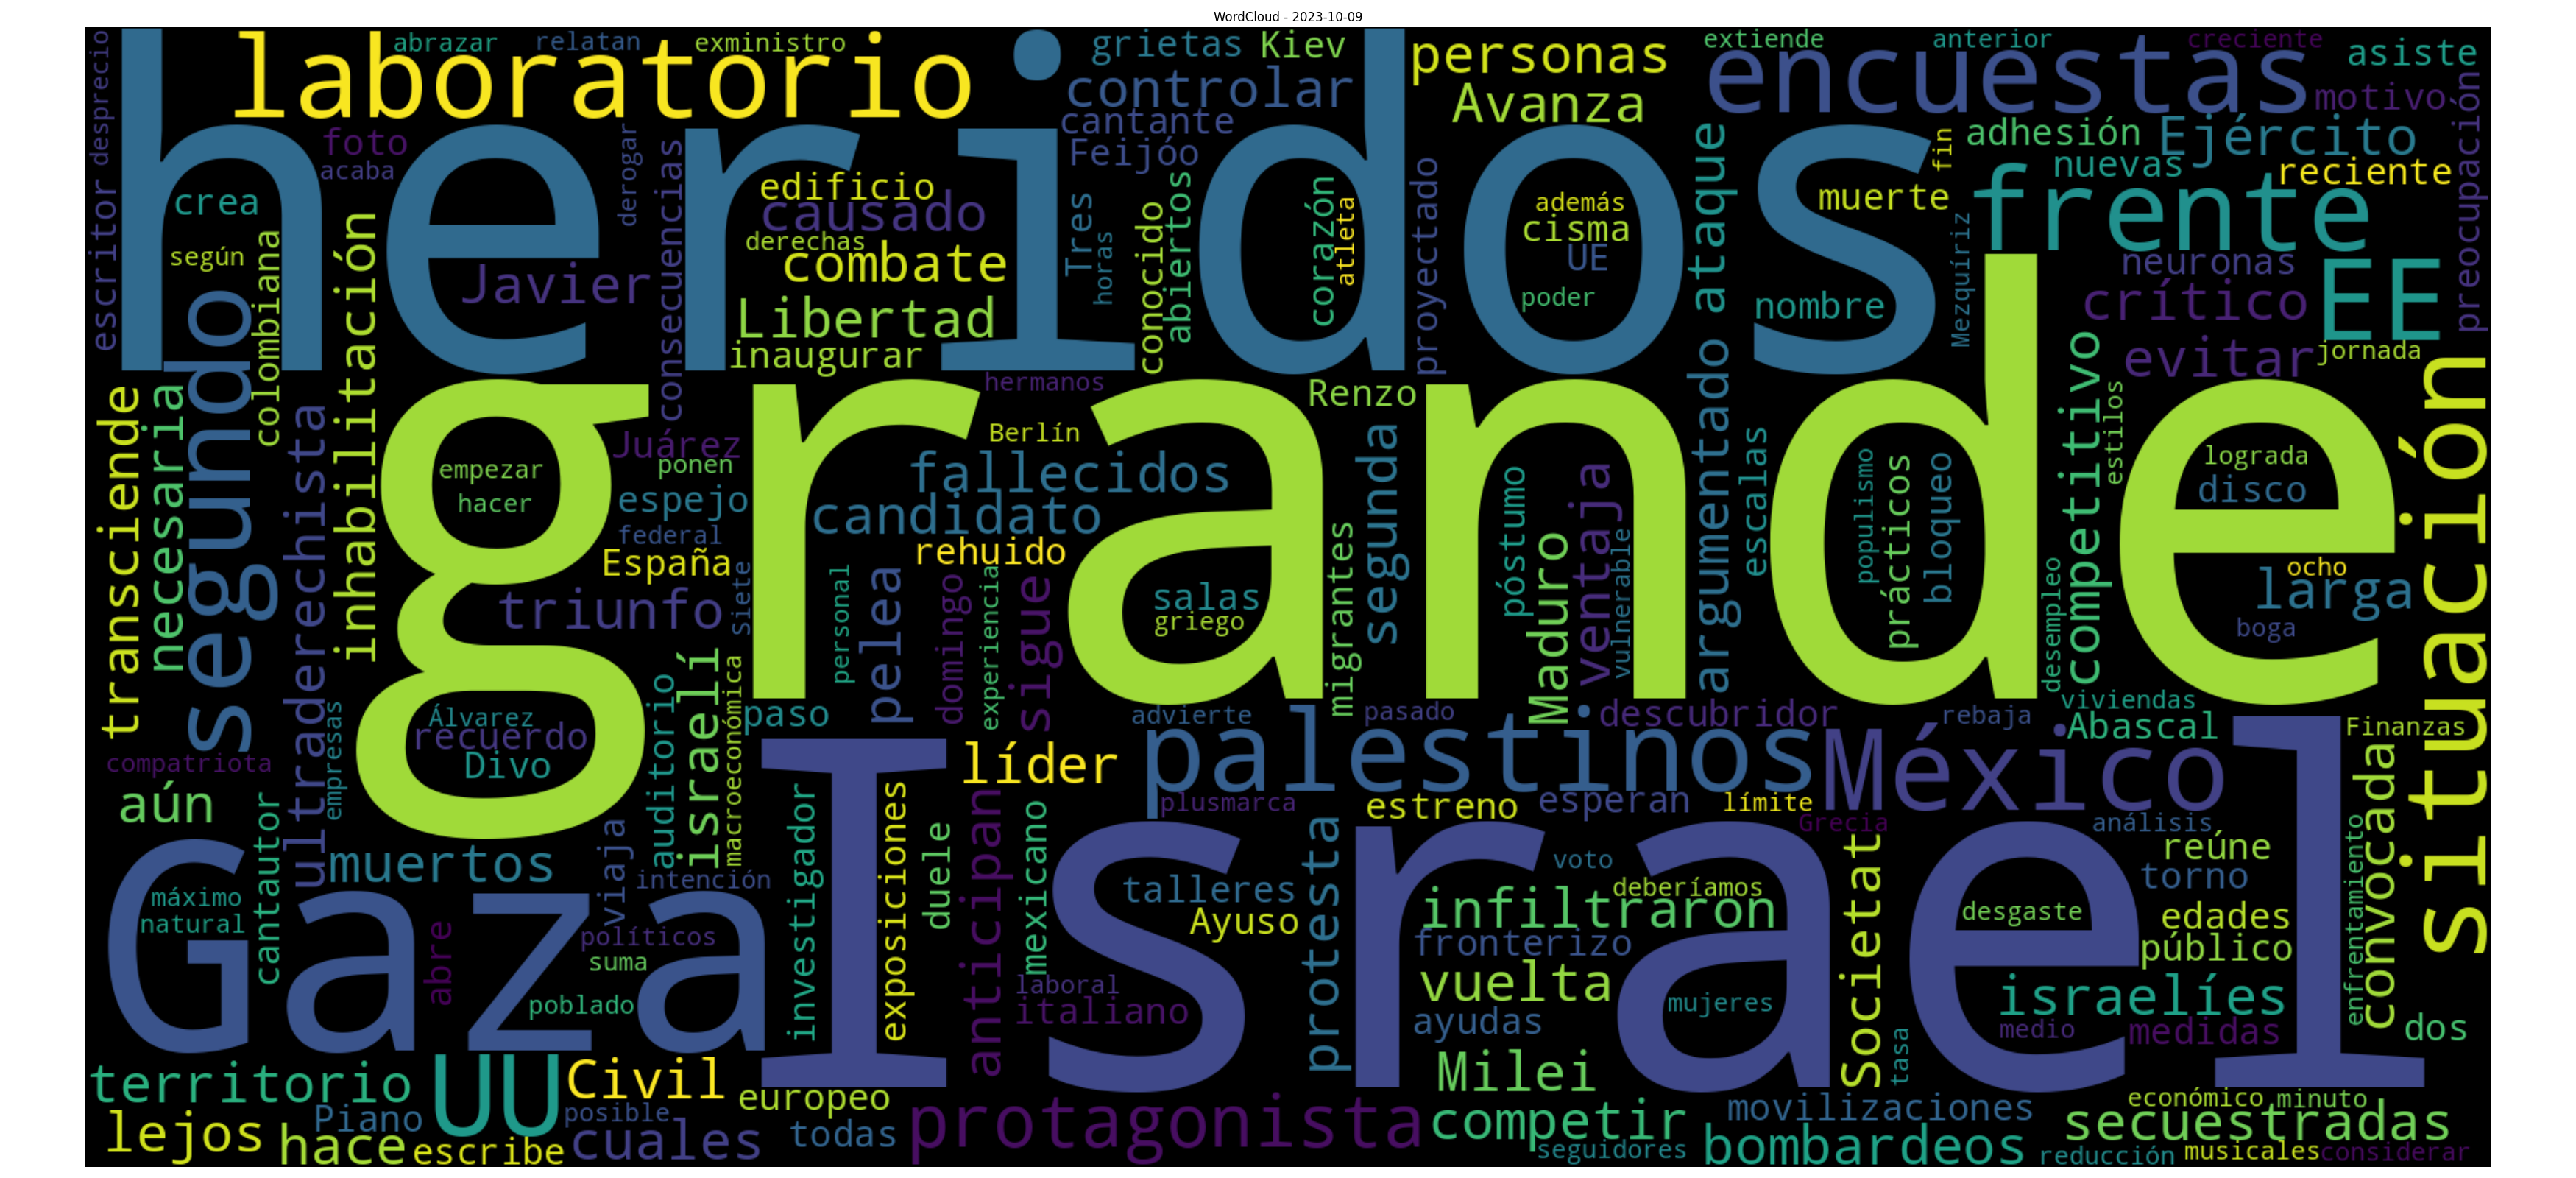 WordCloud - 2023-10-09
heridos
grande
Israel
Gaza
laboratorio
abrazar
relatan
exministro
grietas
Kiev
personas
extiende
anterior
creciente
asiste
desprecio
escritor
controlar
Avanza
encuestas
motivo
preocupación
foto
acaba
derogar
cantante
Feijóo
fin
adhesión
Ejército
nuevas
reciente
crea
según
colombiana
inhabilitación
Javier
consecuencias
edificio
causado
derechas
combate
Libertad
inaugurar
Tres
horas
conocido
abiertos
corazón
atleta
proyectado
además
cisma
UE
poder
ataque
argumentado
muerte
nombre
Mezquíriz
frente
neuronas
crítico
EE
evitar
jornada
segundo
transciende
necesaria
ultraderechista
hermanos
Renzo
Juárez
Berlín
empezar
hacer
ponen
espejo
federal
España
fallecidos
candidato
rehuido
segunda
escalas
póstumo
ventaja
Maduro
vulnerable
populismo
prácticos
bloqueo
competitivo
estilos
lograda
disco
ocho
larga
boga
situación
triunfo
Siete
personal
pelea
domingo
experiencia
sigue
salas
griego
migrantes
desempleo
viviendas
Álvarez
recuerdo
Divo
empresas
auditorio
israelí
macroeconómica
paso
advierte
pasado
descubridor
rebaja
Abascal
Finanzas
compatriota
aún
líder
palestinos
México
convocada
plusmarca
estreno
esperan
límite
Grecia
análisis
reúne
enfrentamiento
muertos
viaja
intención
investigador
exposiciones
duele
anticipan
mexicano
talleres
Ayuso
protesta
voto
deberíamos
infiltraron
fronterizo
Societat
torno
máximo
natural
cantautor
abre
políticos
suma
poblado
desgaste
edades
público
laboral
italiano
vuelta
ayudas
mujeres
israelíes
medio
medidas
dos
tasa
territorio
UU
Civil
europeo
Milei
lejos
Piano
posible
hace
escribe
cuales
todas
protagonista
competir
seguidores
movilizaciones
bombardeos
económico
minuto
secuestradas
reducción
musicales
considerar